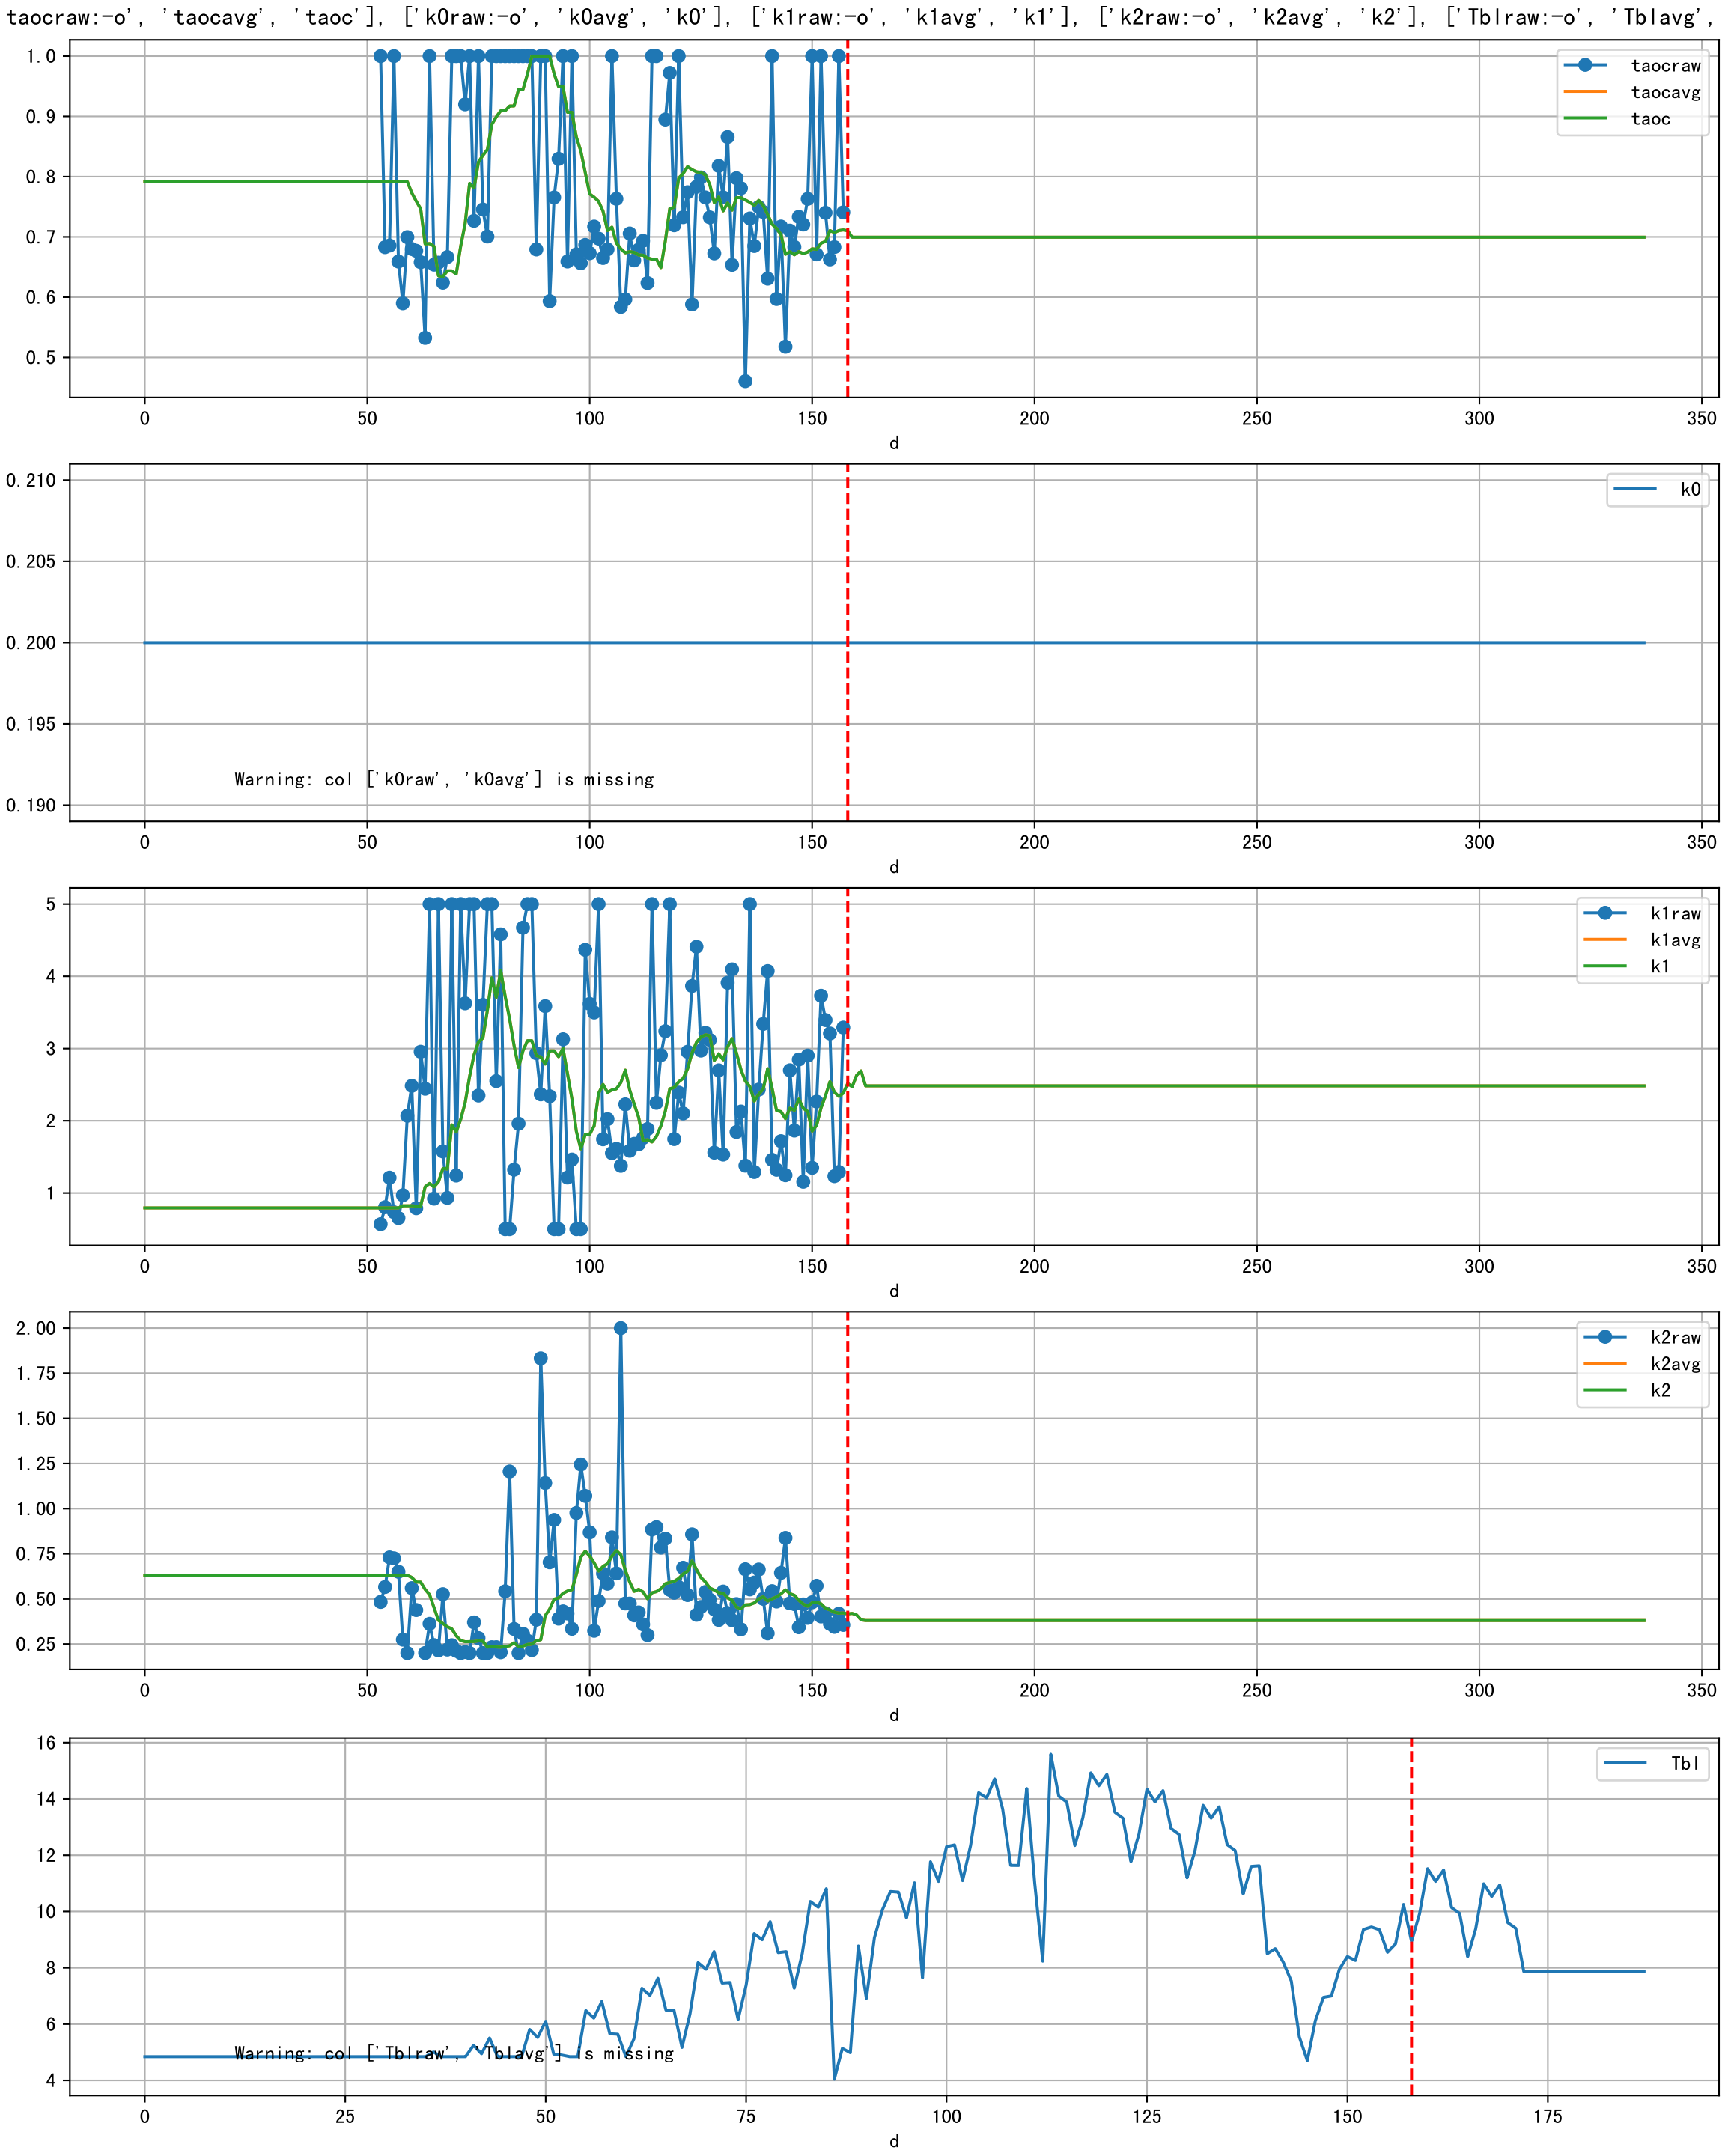 taocraw:-o', 'taocavg', 'taoc'], ['k0raw:-o', 'k0avg', 'k0'], ['k1raw:-o', 'k1avg', 'k1'], ['k2raw:-o', 'k2avg', 'k2'], ['Tblraw:-o', 'Tblavg',
1.0
0.9
0.8
0.7
0.6
0.5
taocraw
taocavg
taoc
0 50 100 150 200 250 300 350
d
0.210
0.205
0.200
0.195
0.190
k0
Warning: col ['k0raw', 'k0avg'] is missing
0 50 100 150 200 250 300 350
d
5
4
3
2
1
k1raw
k1avg
k1
0 50 100 150 200 250 300 350
d
2.00
1.75
1.50
1.25
1.00
0.75
0.50
0.25
k2raw
k2avg
k2
0 50 100 150 200 250 300 350
d
16
14
12
10
8
6
4
Tbl
Warning: col ['Tblraw', 'Tblavg'] is missing
0 25 50 75 100 125 150 175
d